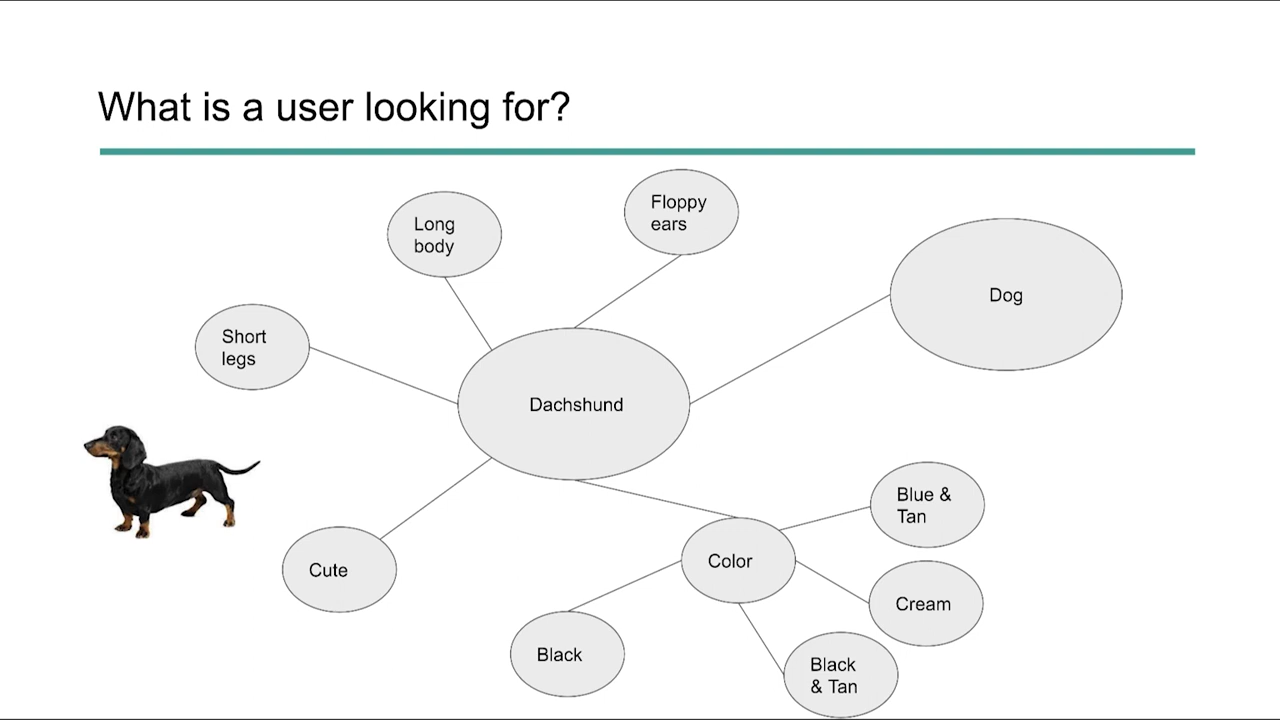 What is a user looking for?
Floppy
ears
Long
body
Dog
Short
legs
Dachshund
Blue &
Tan
Color
Cute
Cream
Black
Black
& Tan